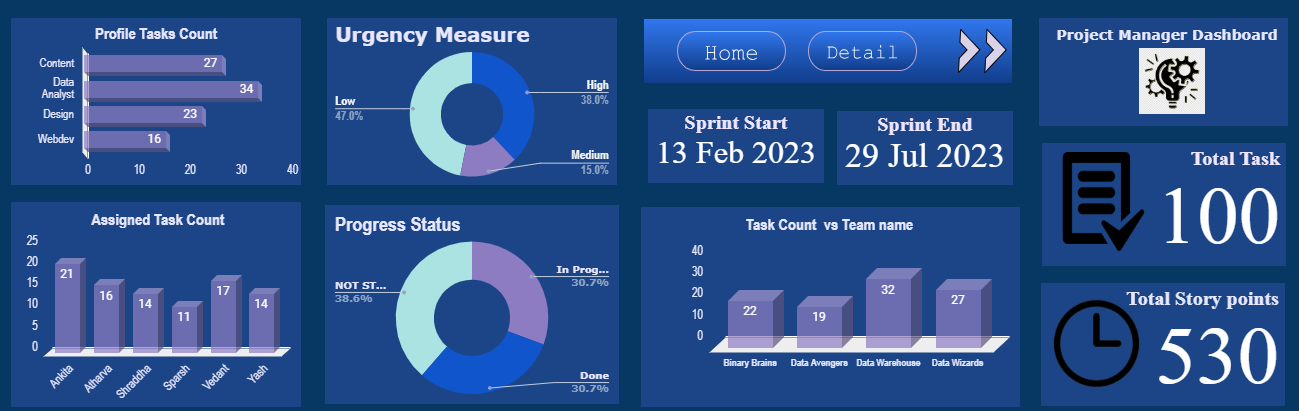 Profile Tasks Count
Content
27
Data
Analyst
34
Design
23
Webdev
16
0 10 20 30 40
Urgency Measure
Low
47.0%
High
38.0%
Medium
15.0%
Home
Detail
Sprint Start
13 Feb 2023
Sprint End
29 Jul 2023
Project Manager Dashboard
Total Task
100
Assigned Task Count
25
20
15
10
5
0
21
16
14
11
17
14
Ankita
Atharva
Shraddha
Sparsh
Vedant
Yash
Progress Status
NOT ST...
38.6%
In Prog...
30.7%
Done
30.7%
Task Count vs Team name
40
30
20
10
0
22
19
32
27
Binary Brains
Data Avengers
Data Warehouse
Data Wizards
Total Story points
530